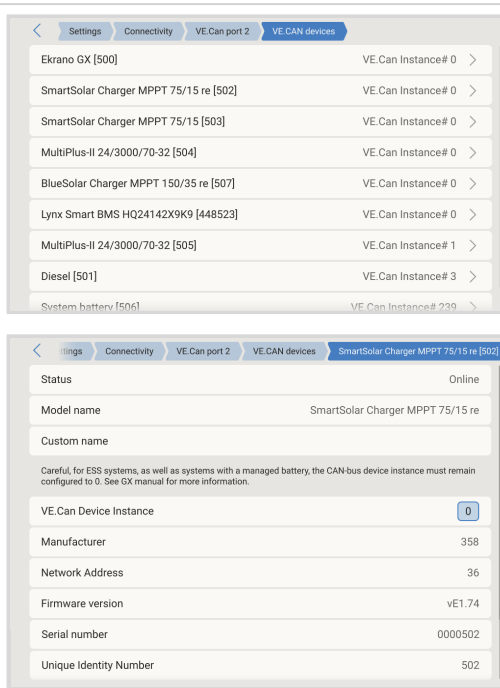 Settings Connectivity VE.Can port 2 VE.CAN devices
Ekrano GX [500] VE.Can Instance# 0
SmartSolar Charger MPPT 75/15 re [502] VE.Can Instance# 0
SmartSolar Charger MPPT 75/15 [503] VE.Can Instance# 0
MultiPlus-II 24/3000/70-32 [504] VE.Can Instance# 0
BlueSolar Charger MPPT 150/35 re [507] VE.Can Instance# 0
Lynx Smart BMS HQ24142X9K9 [448523] VE.Can Instance# 0
MultiPlus-II 24/3000/70-32 [505] VE.Can Instance# 1
Diesel [501] VE.Can Instance# 3
System battery [506] VE.Can Instance# 239
ttings Connectivity VE.Can port 2 VE.CAN devices SmartSolar Charger MPPT 75/15 re [502]
Status Online
Model name SmartSolar Charger MPPT 75/15 re
Custom name
Careful, for ESS systems, as well as systems with a managed battery, the CAN-bus device instance must remain
configured to 0. See GX manual for more information.
VE.Can Device Instance 0
Manufacturer 358
Network Address 36
Firmware version vE1.74
Serial number 0000502
Unique Identity Number 502